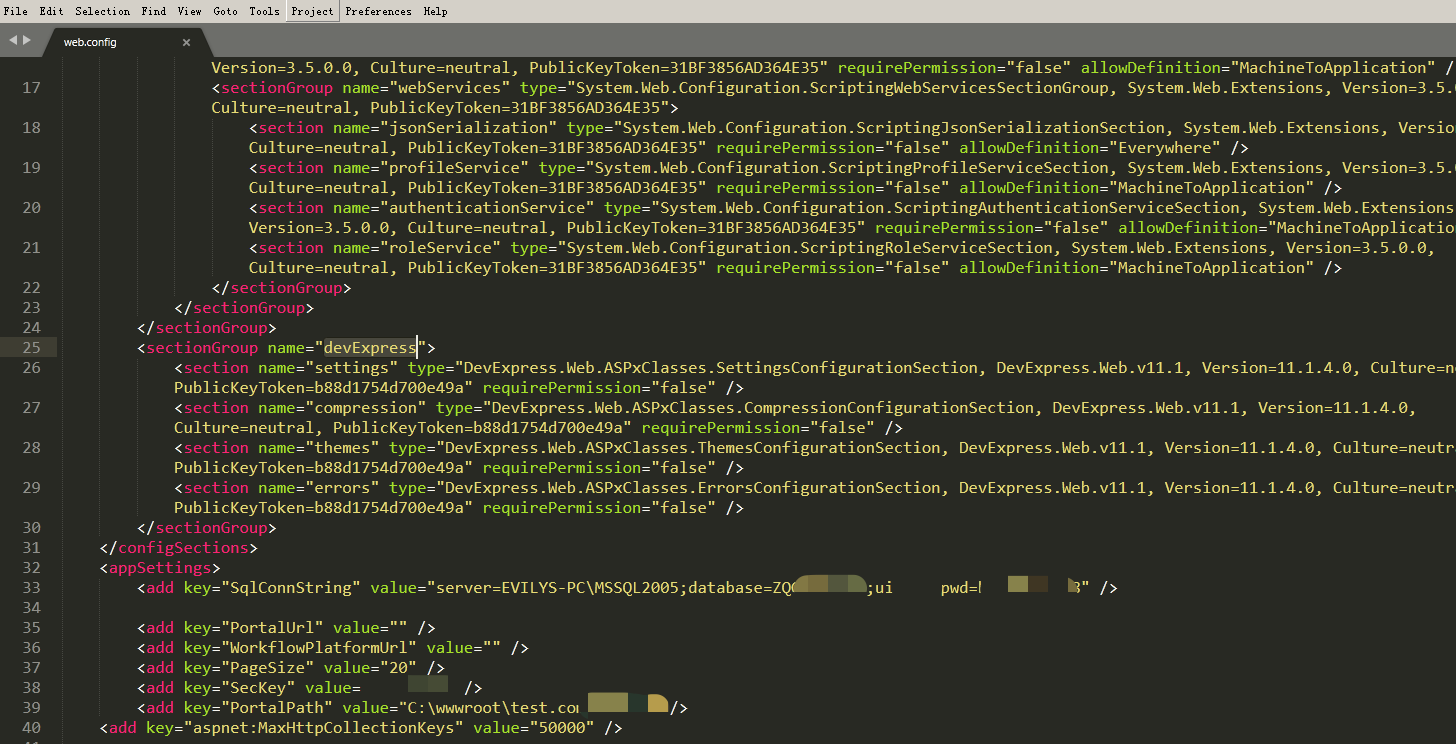 File Edit Selection Find View Goto Tools Project Preferences Help
web.config ×
Version=3.5.0.0, Culture=neutral, PublicKeyToken=31BF3856AD364E35" requirePermission="false" allowDefinition="MachineToApplication" /
17 <sectionGroup name="webServices" type="System.Web.Configuration.ScriptingWebServicesSectionGroup, System.Web.Extensions, Version=3.5.0
Culture=neutral, PublicKeyToken=31BF3856AD364E35">
18 <section name="jsonSerialization" type="System.Web.Configuration.ScriptingJsonSerializationSection, System.Web.Extensions, Versio
Culture=neutral, PublicKeyToken=31BF3856AD364E35" requirePermission="false" allowDefinition="Everywhere" />
19 <section name="profileService" type="System.Web.Configuration.ScriptingProfileServiceSection, System.Web.Extensions, Version=3.5.
Culture=neutral, PublicKeyToken=31BF3856AD364E35" requirePermission="false" allowDefinition="MachineToApplication" />
20 <section name="authenticationService" type="System.Web.Configuration.ScriptingAuthenticationServiceSection, System.Web.Extensions
Version=3.5.0.0, Culture=neutral, PublicKeyToken=31BF3856AD364E35" requirePermission="false" allowDefinition="MachineToApplicatio
21 <section name="roleService" type="System.Web.Configuration.ScriptingRoleServiceSection, System.Web.Extensions, Version=3.5.0.0,
Culture=neutral, PublicKeyToken=31BF3856AD364E35" requirePermission="false" allowDefinition="MachineToApplication" />
22 </sectionGroup>
23 </sectionGroup>
24 </sectionGroup>
25 <sectionGroup name="devExpress">
26 <section name="settings" type="DevExpress.Web.ASPxClasses.SettingsConfigurationSection, DevExpress.Web.v11.1, Version=11.1.4.0, Culture=ne
PublicKeyToken=b88d1754d700e49a" requirePermission="false" />
27 <section name="compression" type="DevExpress.Web.ASPxClasses.CompressionConfigurationSection, DevExpress.Web.v11.1, Version=11.1.4.0,
Culture=neutral, PublicKeyToken=b88d1754d700e49a" requirePermission="false" />
28 <section name="themes" type="DevExpress.Web.ASPxClasses.ThemesConfigurationSection, DevExpress.Web.v11.1, Version=11.1.4.0, Culture=neutr
PublicKeyToken=b88d1754d700e49a" requirePermission="false" />
29 <section name="errors" type="DevExpress.Web.ASPxClasses.ErrorsConfigurationSection, DevExpress.Web.v11.1, Version=11.1.4.0, Culture=neutr
PublicKeyToken=b88d1754d700e49a" requirePermission="false" />
30 </sectionGroup>
31 </configSections>
32 <appSettings>
33 <add key="SqlConnString" value="server=EVILYS-PC\MSSQL2005;database=ZQ ;ui pwd= " />
34
35 <add key="PortalUrl" value="" />
36 <add key="WorkflowPlatformUrl" value="" />
37 <add key="PageSize" value="20" />
38 <add key="SecKey" value= />
39 <add key="PortalPath" value="C:\wwwroot\test.co />
40 <add key="aspnet:MaxHttpCollectionKeys" value="50000" />